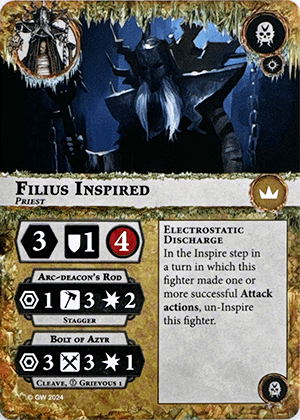 FILIUS INSPIRED
PRIEST
3 1 4
ARC-DEACON'S ROD
1 3 2
STAGGER
BOLT OF AZYR
3 3 1
CLEAVE, GRIEVOUS 1
ELECTROSTATIC
DISCHARGE
In the Inspire step in
a turn in which this
fighter made one or
more successful Attack
actions, un-Inspire
this fighter.
© GW 2024